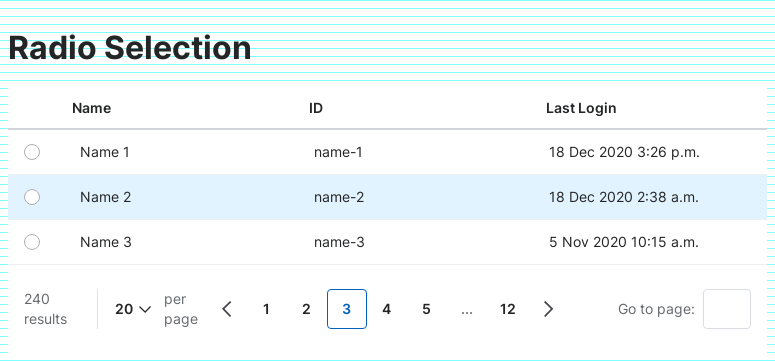 Radio Selection
Name ID Last Login
Name 1 name-1 18 Dec 2020 3:26 p.m.
Name 2 name-2 18 Dec 2020 2:38 a.m.
Name 3 name-3 5 Nov 2020 10:15 a.m.
240 results 20 per page 1 2 3 4 5 ... 12 Go to page: